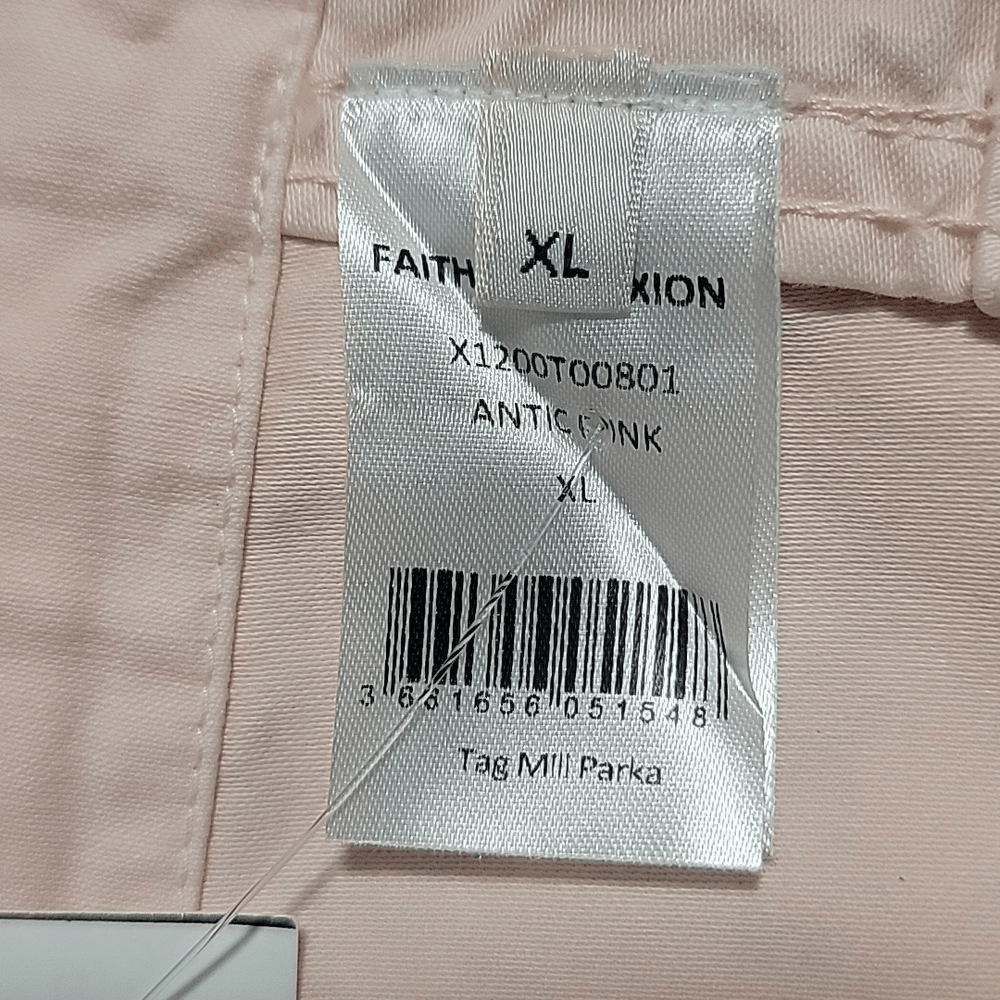 XL
FAITH XION
X1200T00801
ANTIC PINK
XL
3 661656 051548
Tag Mill Parka